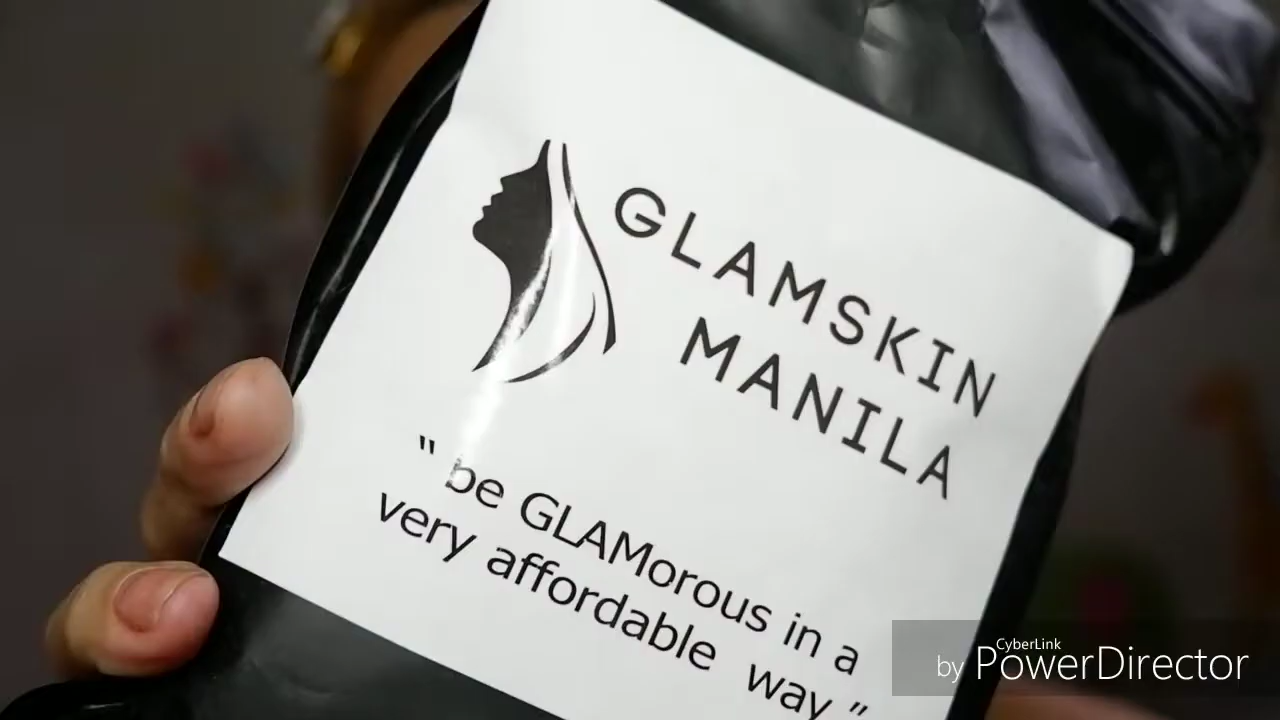 GLAMSKIN
MANILA
" be GLAMorous in a
very affordable way "
CyberLink
by PowerDirector